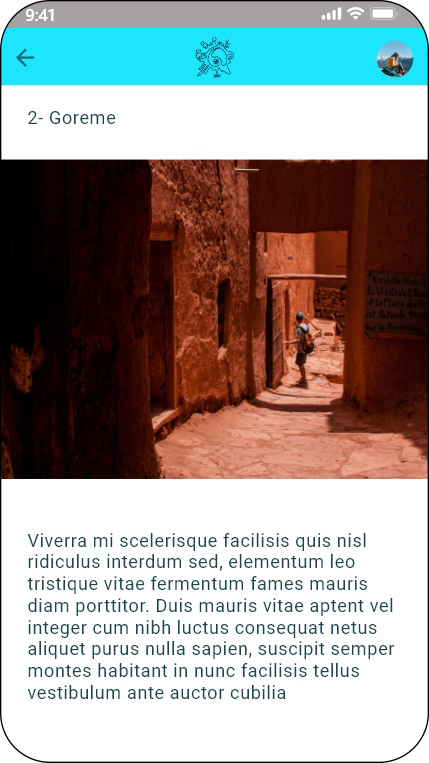 9:41
2- Goreme
Viverra mi scelerisque facilisis quis nisl
ridiculus interdum sed, elementum leo
tristique vitae fermentum fames mauris
diam porttitor. Duis mauris vitae aptent vel
integer cum nibh luctus consequat netus
aliquet purus nulla sapien, suscipit semper
montes habitant in nunc facilisis tellus
vestibulum ante auctor cubilia